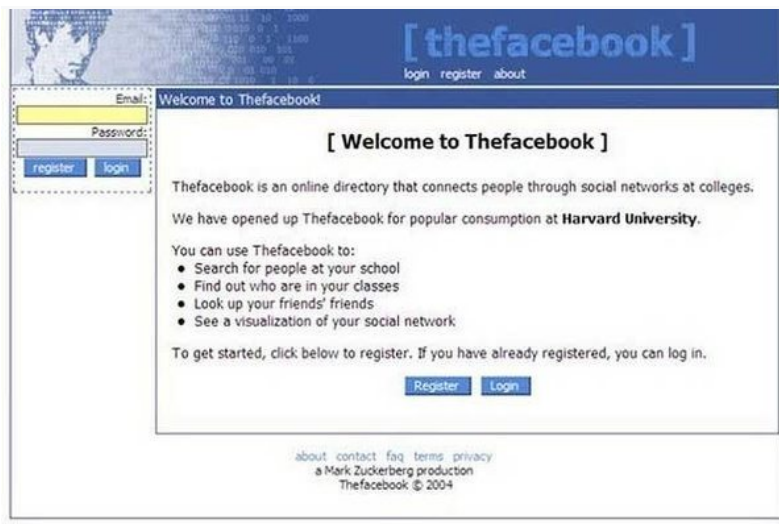 [ thefacebook ]
login register about
Email:
Password:
register login
Welcome to Thefacebook!
[ Welcome to Thefacebook ]
Thefacebook is an online directory that connects people through social networks at colleges.
We have opened up Thefacebook for popular consumption at Harvard University.
You can use Thefacebook to:
• Search for people at your school
• Find out who are in your classes
• Look up your friends' friends
• See a visualization of your social network
To get started, click below to register. If you have already registered, you can log in.
Register Login
about contact faq terms privacy
a Mark Zuckerberg production
Thefacebook © 2004